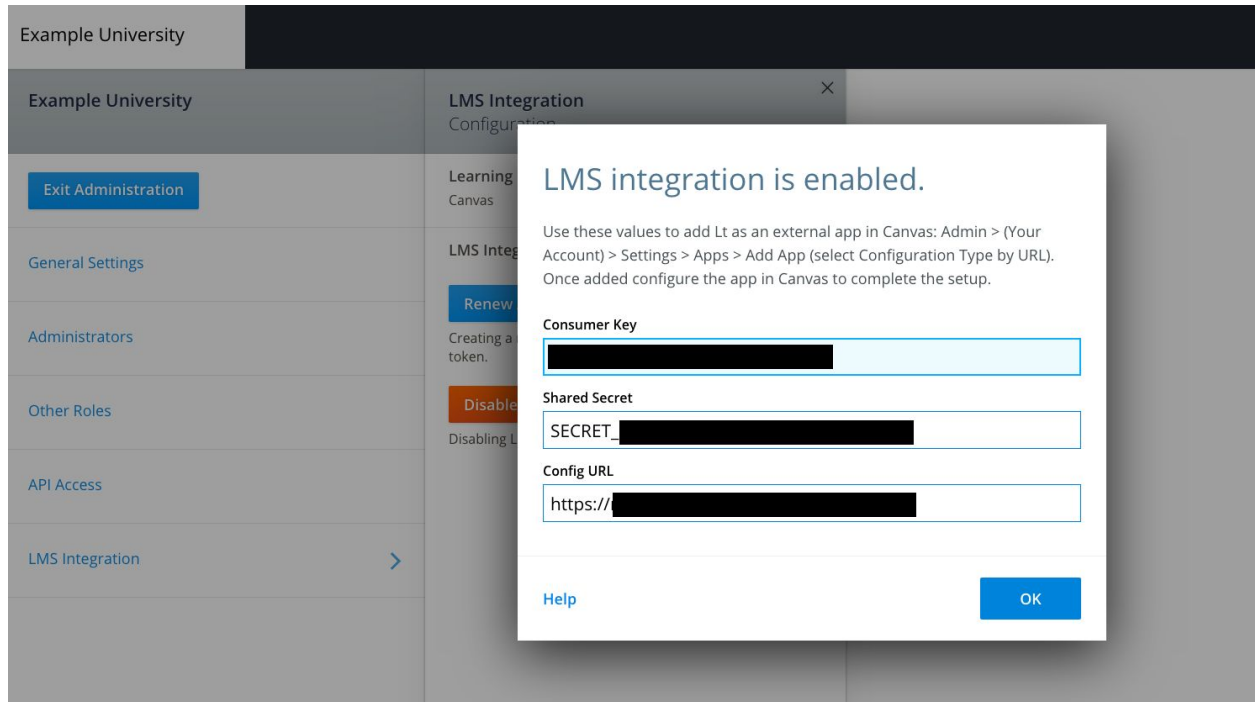 Example University
Example University
Exit Administration
General Settings
Administrators
Other Roles
API Access
LMS Integration
LMS Integration
Configuration
Learning
Canvas
LMS
Renew
Creating a
token.
Disable
Disabling
LMS integration is enabled.
Use these values to add Lt as an external app in Canvas: Admin > (Your
Account) > Settings > Apps > Add App (select Configuration Type by URL).
Once added configure the app in Canvas to complete the setup.
Consumer Key
Shared Secret
SECRET_
Config URL
https://
Help
OK